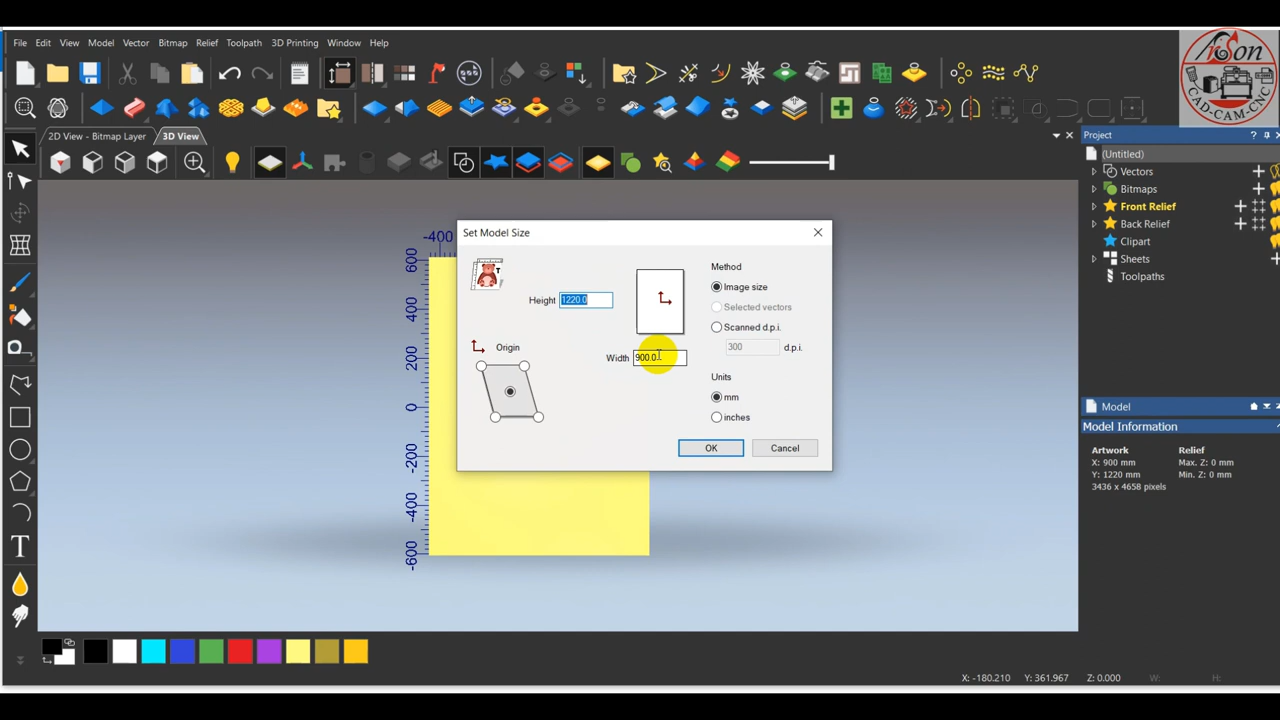 File Edit View Model Vector Bitmap Relief Toolpath 3D Printing Window Help
ArSon
CAD-CAM-CNC
2D View - Bitmap Layer 3D View
Project
(Untitled)
Vectors
Bitmaps
Front Relief
Back Relief
Clipart
Sheets
Toolpaths
-400
600
400
200
0
-200
-400
-600
Set Model Size
Height 1220.0
Origin
Width 900.0
Method
Image size
Selected vectors
Scanned d.p.i.
300 d.p.i.
Units
mm
inches
OK Cancel
Model
Model Information
Artwork Relief
X: 900 mm Max. Z: 0 mm
Y: 1220 mm Min. Z: 0 mm
3436 x 4658 pixels
T
X: -180.210 Y: 361.967 Z: 0.000 W: H: